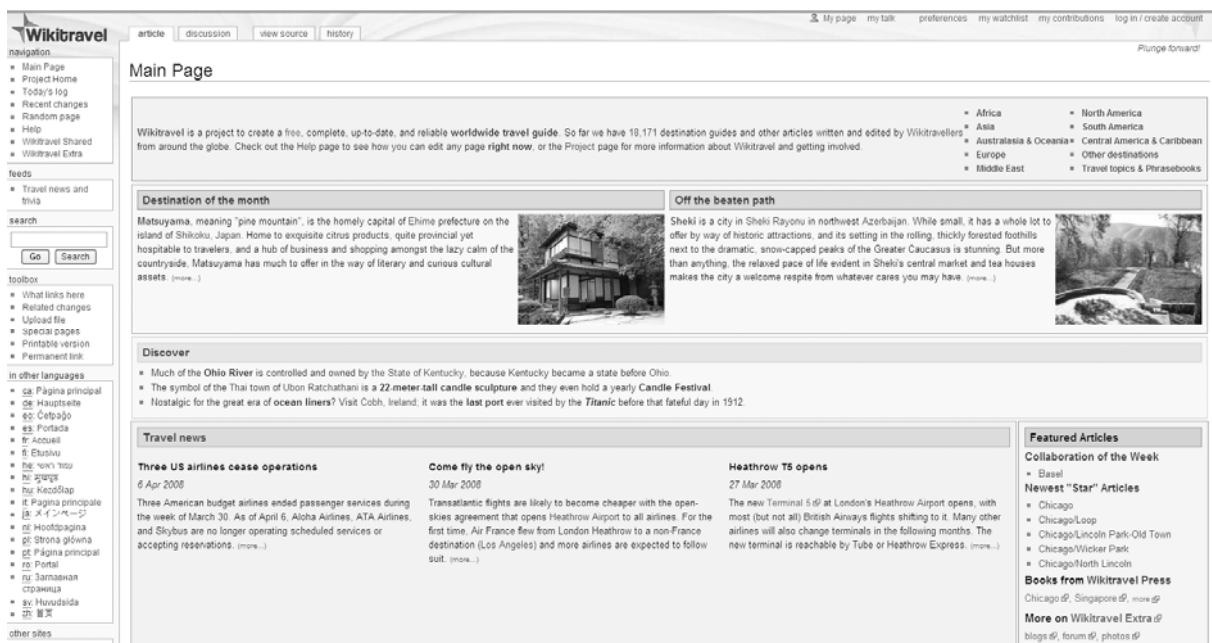 My page my talk preferences my watchlist my contributions log in / create account
Wikitravel
article discussion view source history
Plunge forward!
navigation
Main Page
Project Home
Today's log
Recent changes
Random page
Help
Wikitravel Shared
Wikitravel Extra
feeds
Travel news and
trivia
search
Go Search
toolbox
What links here
Related changes
Upload file
Special pages
Printable version
Permanent link
in other languages
ca: Pàgina principal
de: Hauptseite
eo: Ĉefpaĝo
es: Portada
fr: Accueil
fi: Etusivu
he: עמוד ראשי
hi: मुखपृष्ठ
hu: Kezdőlap
it: Pagina principale
ja: メインページ
nl: Hoofdpagina
pl: Strona główna
pt: Página principal
ro: Portal
ru: Заглавная
страница
sv: Huvudsida
zh: 首页
other sites
Main Page
Wikitravel is a project to create a free, complete, up-to-date, and reliable worldwide travel guide. So far we have 18,171 destination guides and other articles written and edited by Wikitravellers
from around the globe. Check out the Help page to see how you can edit any page right now, or the Project page for more information about Wikitravel and getting involved.
Africa
Asia
Australasia & Oceania
Europe
Middle East
North America
South America
Central America & Caribbean
Other destinations
Travel topics & Phrasebooks
Destination of the month
Matsuyama, meaning "pine mountain", is the homely capital of Ehime prefecture on the
island of Shikoku, Japan. Home to exquisite citrus products, quite provincial yet
hospitable to travelers, and a hub of business and shopping amongst the lazy calm of the
countryside, Matsuyama has much to offer in the way of literary and curious cultural
assets. (more...)
Off the beaten path
Sheki is a city in Sheki Rayonu in northwest Azerbaijan. While small, it has a whole lot to
offer by way of historic attractions, and its setting in the rolling, thickly forested foothills
next to the dramatic, snow-capped peaks of the Greater Caucasus is stunning. But more
than anything, the relaxed pace of life evident in Sheki's central market and tea houses
makes the city a welcome respite from whatever cares you may have. (more...)
Discover
Much of the Ohio River is controlled and owned by the State of Kentucky, because Kentucky became a state before Ohio.
The symbol of the Thai town of Ubon Ratchathani is a 22-meter-tall candle sculpture and they even hold a yearly Candle Festival.
Nostalgic for the great era of ocean liners? Visit Cobh, Ireland; it was the last port ever visited by the Titanic before that fateful day in 1912.
Travel news
Three US airlines cease operations
6 Apr 2008
Three American budget airlines ended passenger services during
the week of March 30. As of April 6, Aloha Airlines, ATA Airlines,
and Skybus are no longer operating scheduled services or
accepting reservations. (more...)
Come fly the open sky!
30 Mar 2008
Transatlantic flights are likely to become cheaper with the open-
skies agreement that opens Heathrow Airport to all airlines. For the
first time, Air France flew from London Heathrow to a non-France
destination (Los Angeles) and more airlines are expected to follow
suit. (more...)
Heathrow T5 opens
27 Mar 2008
The new Terminal 5 at London's Heathrow Airport opens, with
most (but not all) British Airways flights shifting to it. Many other
airlines will also change terminals in the following months. The
new terminal is reachable by Tube or Heathrow Express. (more...)
Featured Articles
Collaboration of the Week
Basel
Newest "Star" Articles
Chicago
Chicago/Loop
Chicago/Lincoln Park-Old Town
Chicago/Wicker Park
Chicago/North Lincoln
Books from Wikitravel Press
Chicago, Singapore, more
More on Wikitravel Extra
blogs, forum, photos